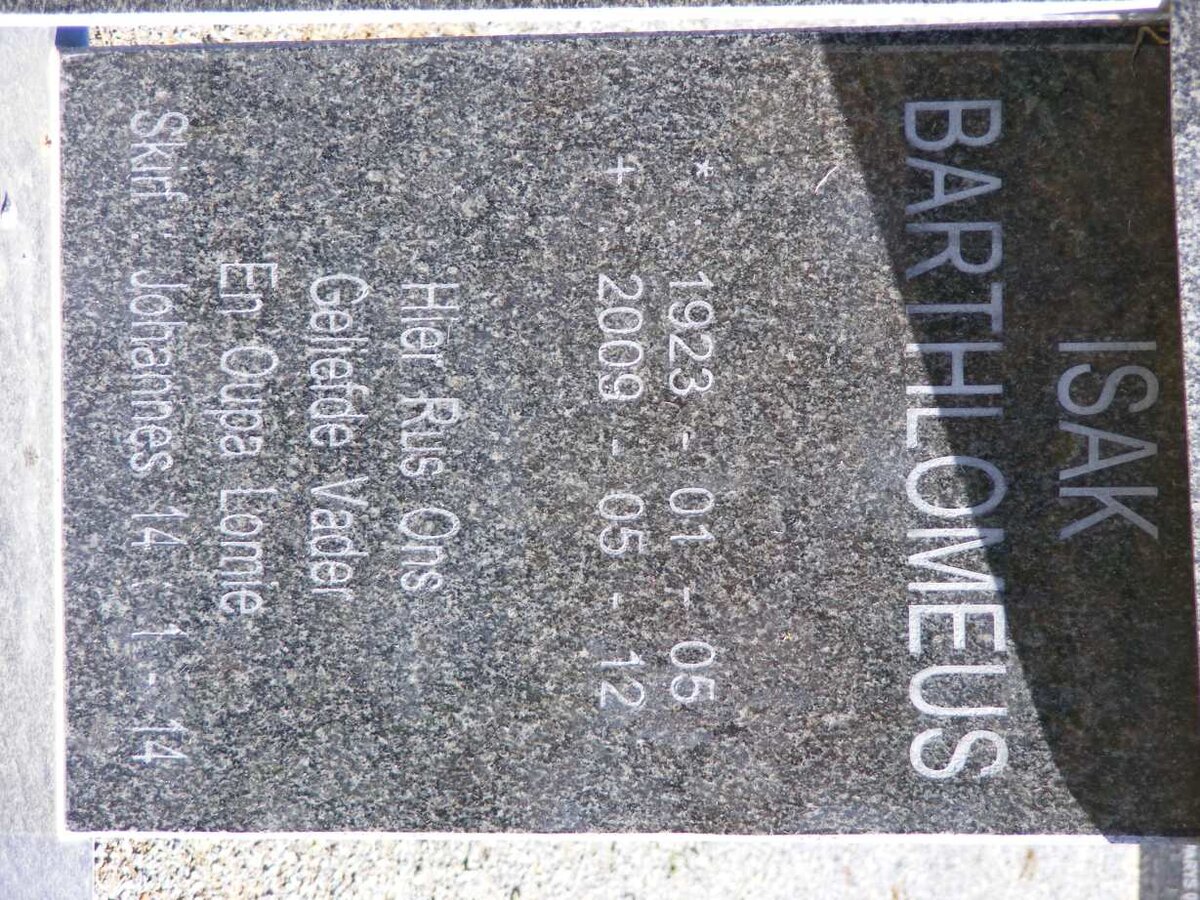 ISAK
BARTHLOMEUS
* 1923 - 01 - 05
+ 2009 - 05 - 12
Hier Rus Ons
Geliefde Vader
En Oupa Lomie
Skrif. Johannes 14 : 1 - 14